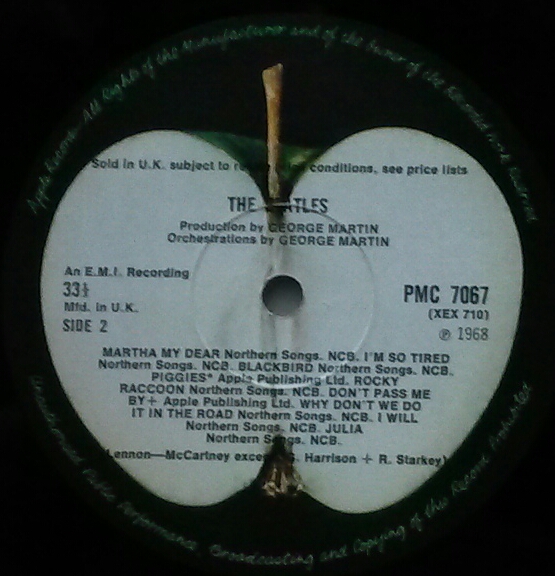 Apple Records—All Rights of the Manufacturer and of the Owner of the Recorded Work Reserved
Sold in U.K. subject to conditions, see price lists
THE
Production by GEORGE MARTIN
Orchestrations by GEORGE MARTIN
An E.M.I. Recording
33⅓
Mfd. in U.K.
SIDE 2
PMC 7067
(XEX 710)
℗ 1968
MARTHA MY DEAR Northern Songs. NCB. I'M SO TIRED
Northern Songs. NCB. BLACKBIRD Northern Songs. NCB.
PIGGIES* Apple Publishing Ltd. ROCKY
RACCOON Northern Songs. NCB. DON'T PASS ME
BY+ Apple Publishing Ltd. WHY DON'T WE DO
IT IN THE ROAD Northern Songs. NCB. I WILL
Northern Songs. NCB. JULIA
Northern Songs. NCB.
Lennon—McCartney Harrison + R. Starkey)
Unauthorised Public Performance, Broadcasting and Copying of this Record Prohibited